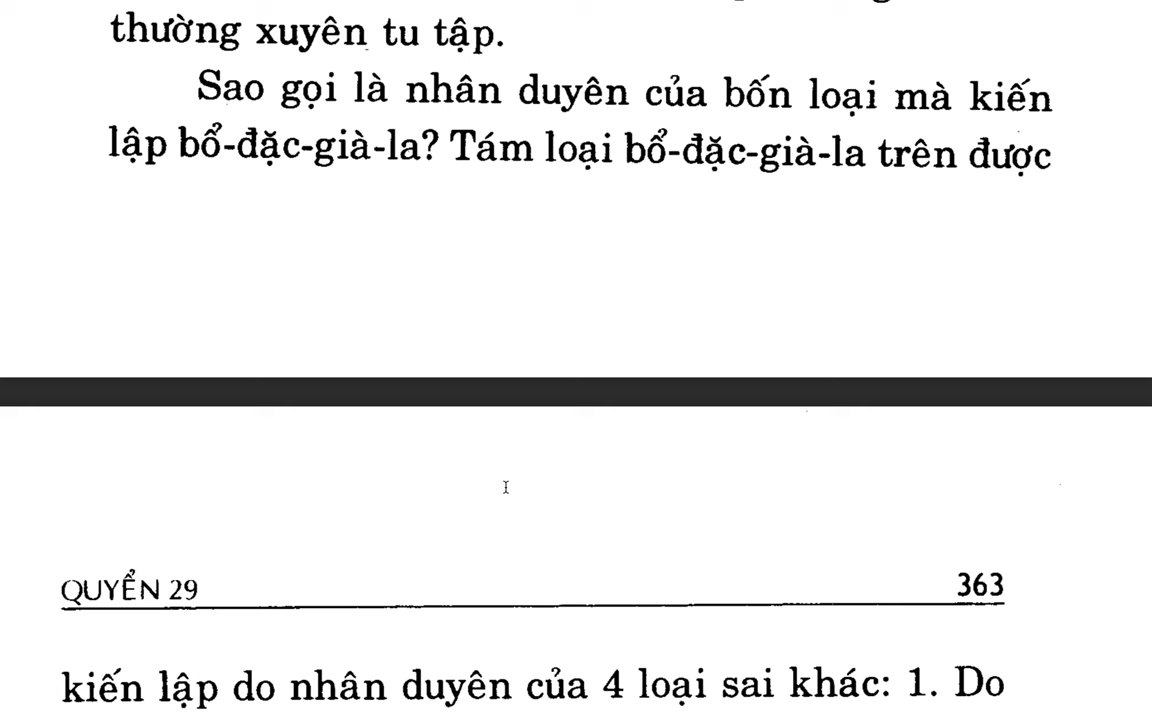 thường xuyên tu tập.
Sao gọi là nhân duyên của bốn loại mà kiến
lập bổ-đặc-già-la? Tám loại bổ-đặc-già-la trên được
QUYỂN 29 363
kiến lập do nhân duyên của 4 loại sai khác: 1. Do